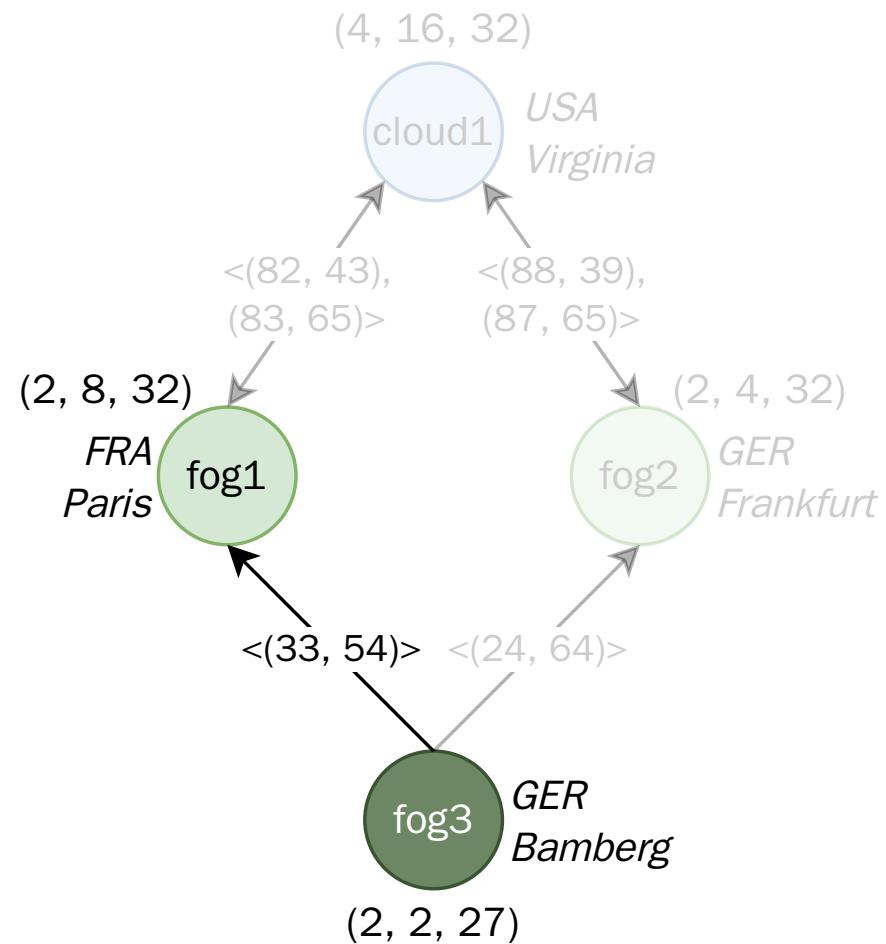 (4, 16, 32)
cloud1
USA
Virginia
<(82, 43),
(83, 65)>
<(88, 39),
(87, 65)>
(2, 8, 32)
FRA
Paris
fog1
(2, 4, 32)
fog2
GER
Frankfurt
<(33, 54)>
<(24, 64)>
fog3
GER
Bamberg
(2, 2, 27)